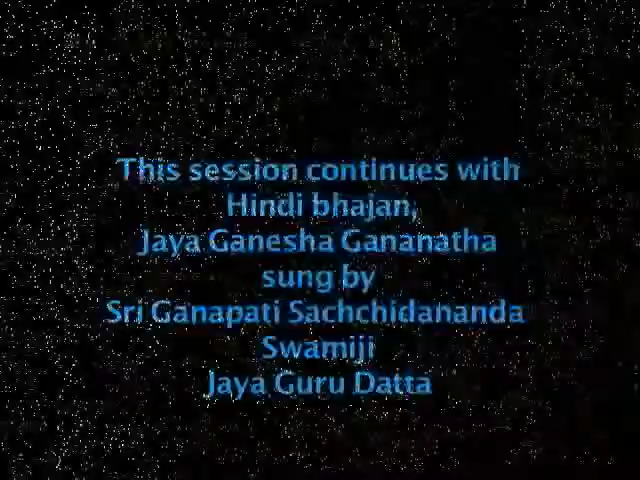 This session continues with
Hindi bhajan,
Jaya Ganesha Gananatha
sung by
Sri Ganapati Sachchidananda
Swamiji
Jaya Guru Datta